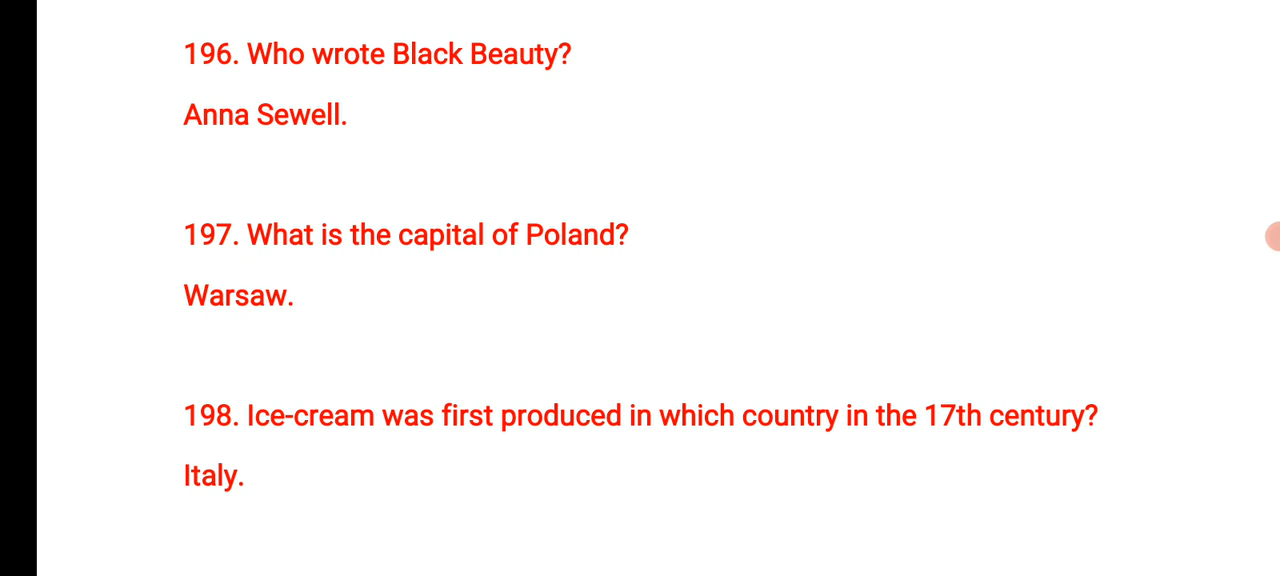 196. Who wrote Black Beauty?
Anna Sewell.
197. What is the capital of Poland?
Warsaw.
198. Ice-cream was first produced in which country in the 17th century?
Italy.